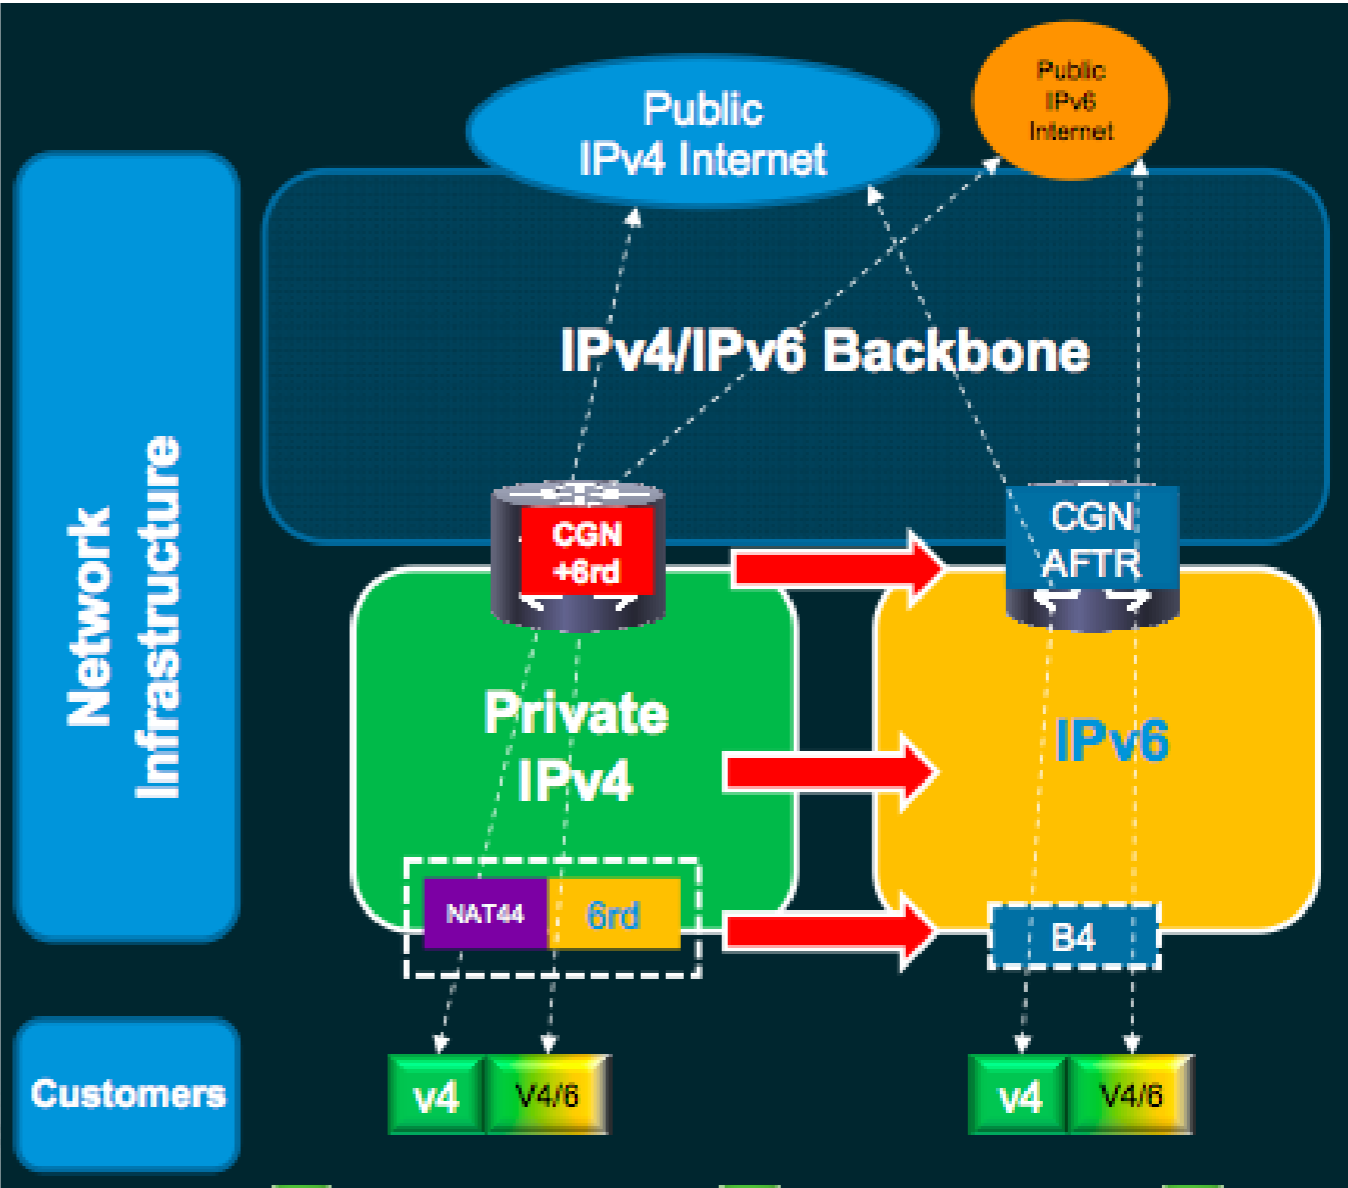 Public
IPv4 Internet
Public
IPv6
Internet
IPv4/IPv6 Backbone
Network
Infrastructure
CGN
+6rd
CGN
AFTR
Private
IPv4
IPv6
NAT44
6rd
B4
Customers
v4
V4/6
v4
V4/6